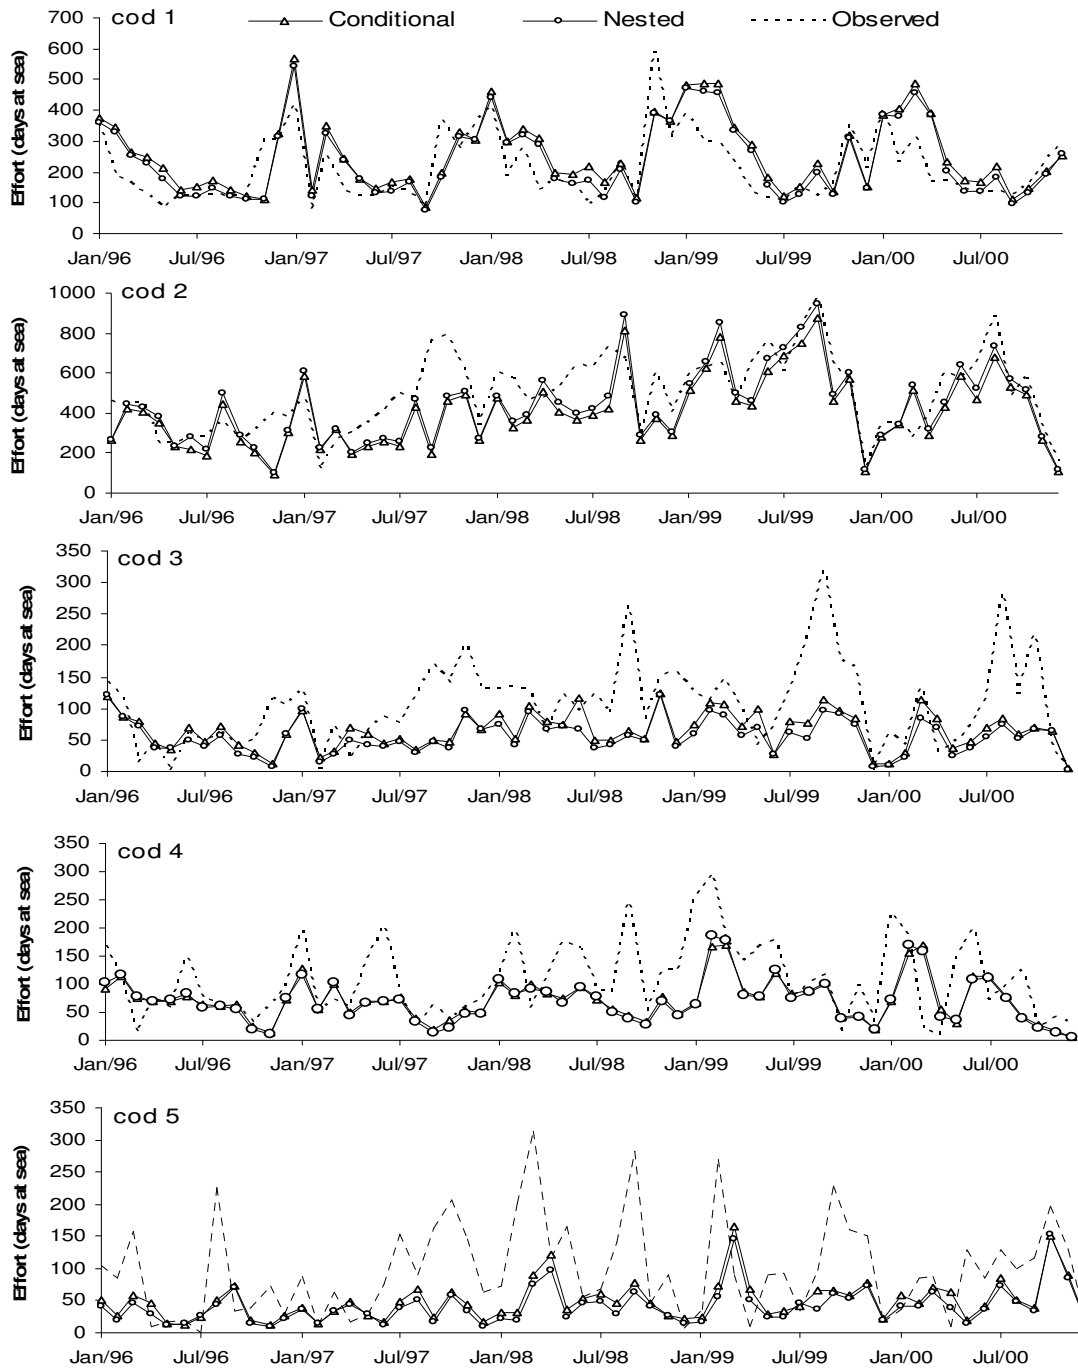 cod 1
Conditional
Nested
Observed
Effort (days at sea)
700
600
500
400
300
200
100
0
Jan/96 Jul/96 Jan/97 Jul/97 Jan/98 Jul/98 Jan/99 Jul/99 Jan/00 Jul/00
cod 2
Effort (days at sea)
1000
800
600
400
200
0
Jan/96 Jul/96 Jan/97 Jul/97 Jan/98 Jul/98 Jan/99 Jul/99 Jan/00 Jul/00
cod 3
Effort (days at sea)
350
300
250
200
150
100
50
0
Jan/96 Jul/96 Jan/97 Jul/97 Jan/98 Jul/98 Jan/99 Jul/99 Jan/00 Jul/00
cod 4
Effort (days at sea)
350
300
250
200
150
100
50
0
Jan/96 Jul/96 Jan/97 Jul/97 Jan/98 Jul/98 Jan/99 Jul/99 Jan/00 Jul/00
cod 5
Effort (days at sea)
350
300
250
200
150
100
50
0
Jan/96 Jul/96 Jan/97 Jul/97 Jan/98 Jul/98 Jan/99 Jul/99 Jan/00 Jul/00